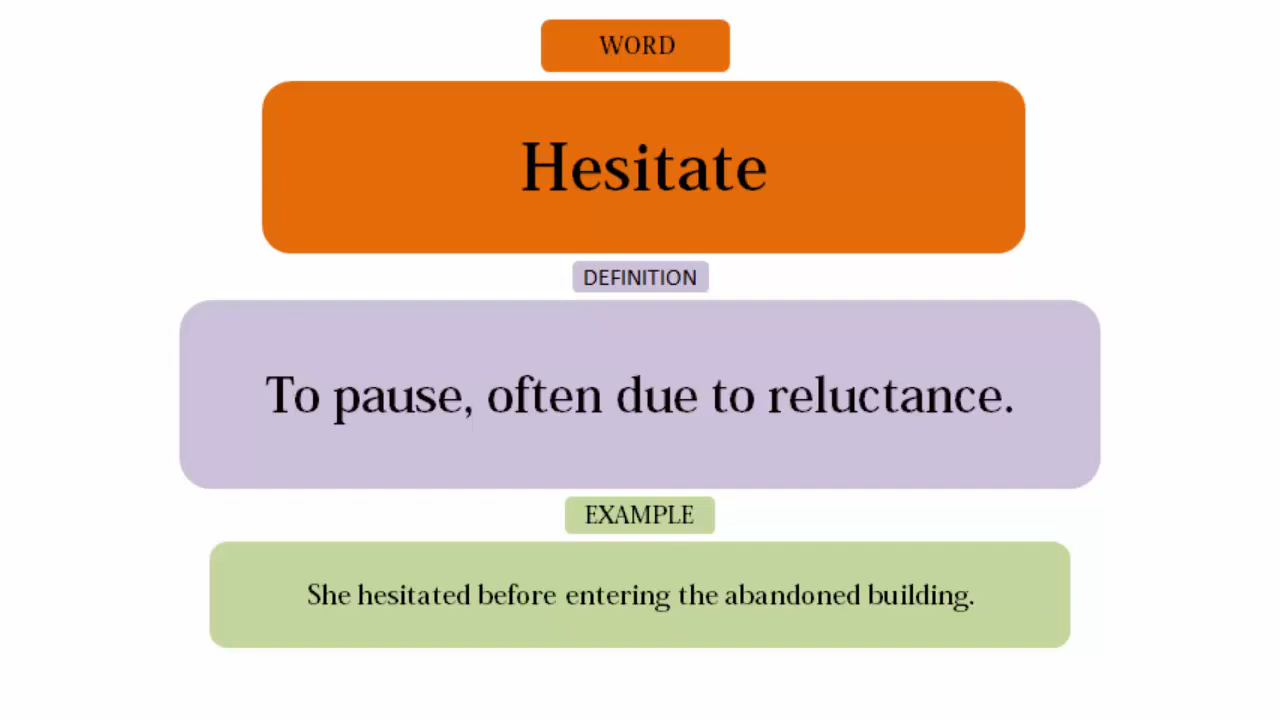 WORD
Hesitate
DEFINITION
To pause, often due to reluctance.
EXAMPLE
She hesitated before entering the abandoned building.